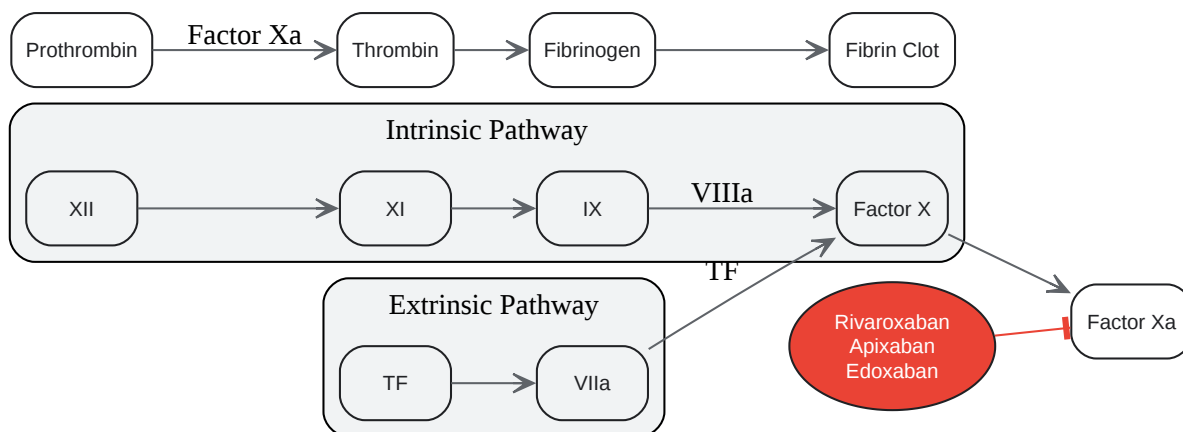 Prothrombin
Factor Xa
Thrombin
Fibrinogen
Fibrin Clot
Intrinsic Pathway
XII
XI
IX
VIIIa
Factor X
TF
Extrinsic Pathway
TF
VIIa
Rivaroxaban
Apixaban
Edoxaban
Factor Xa